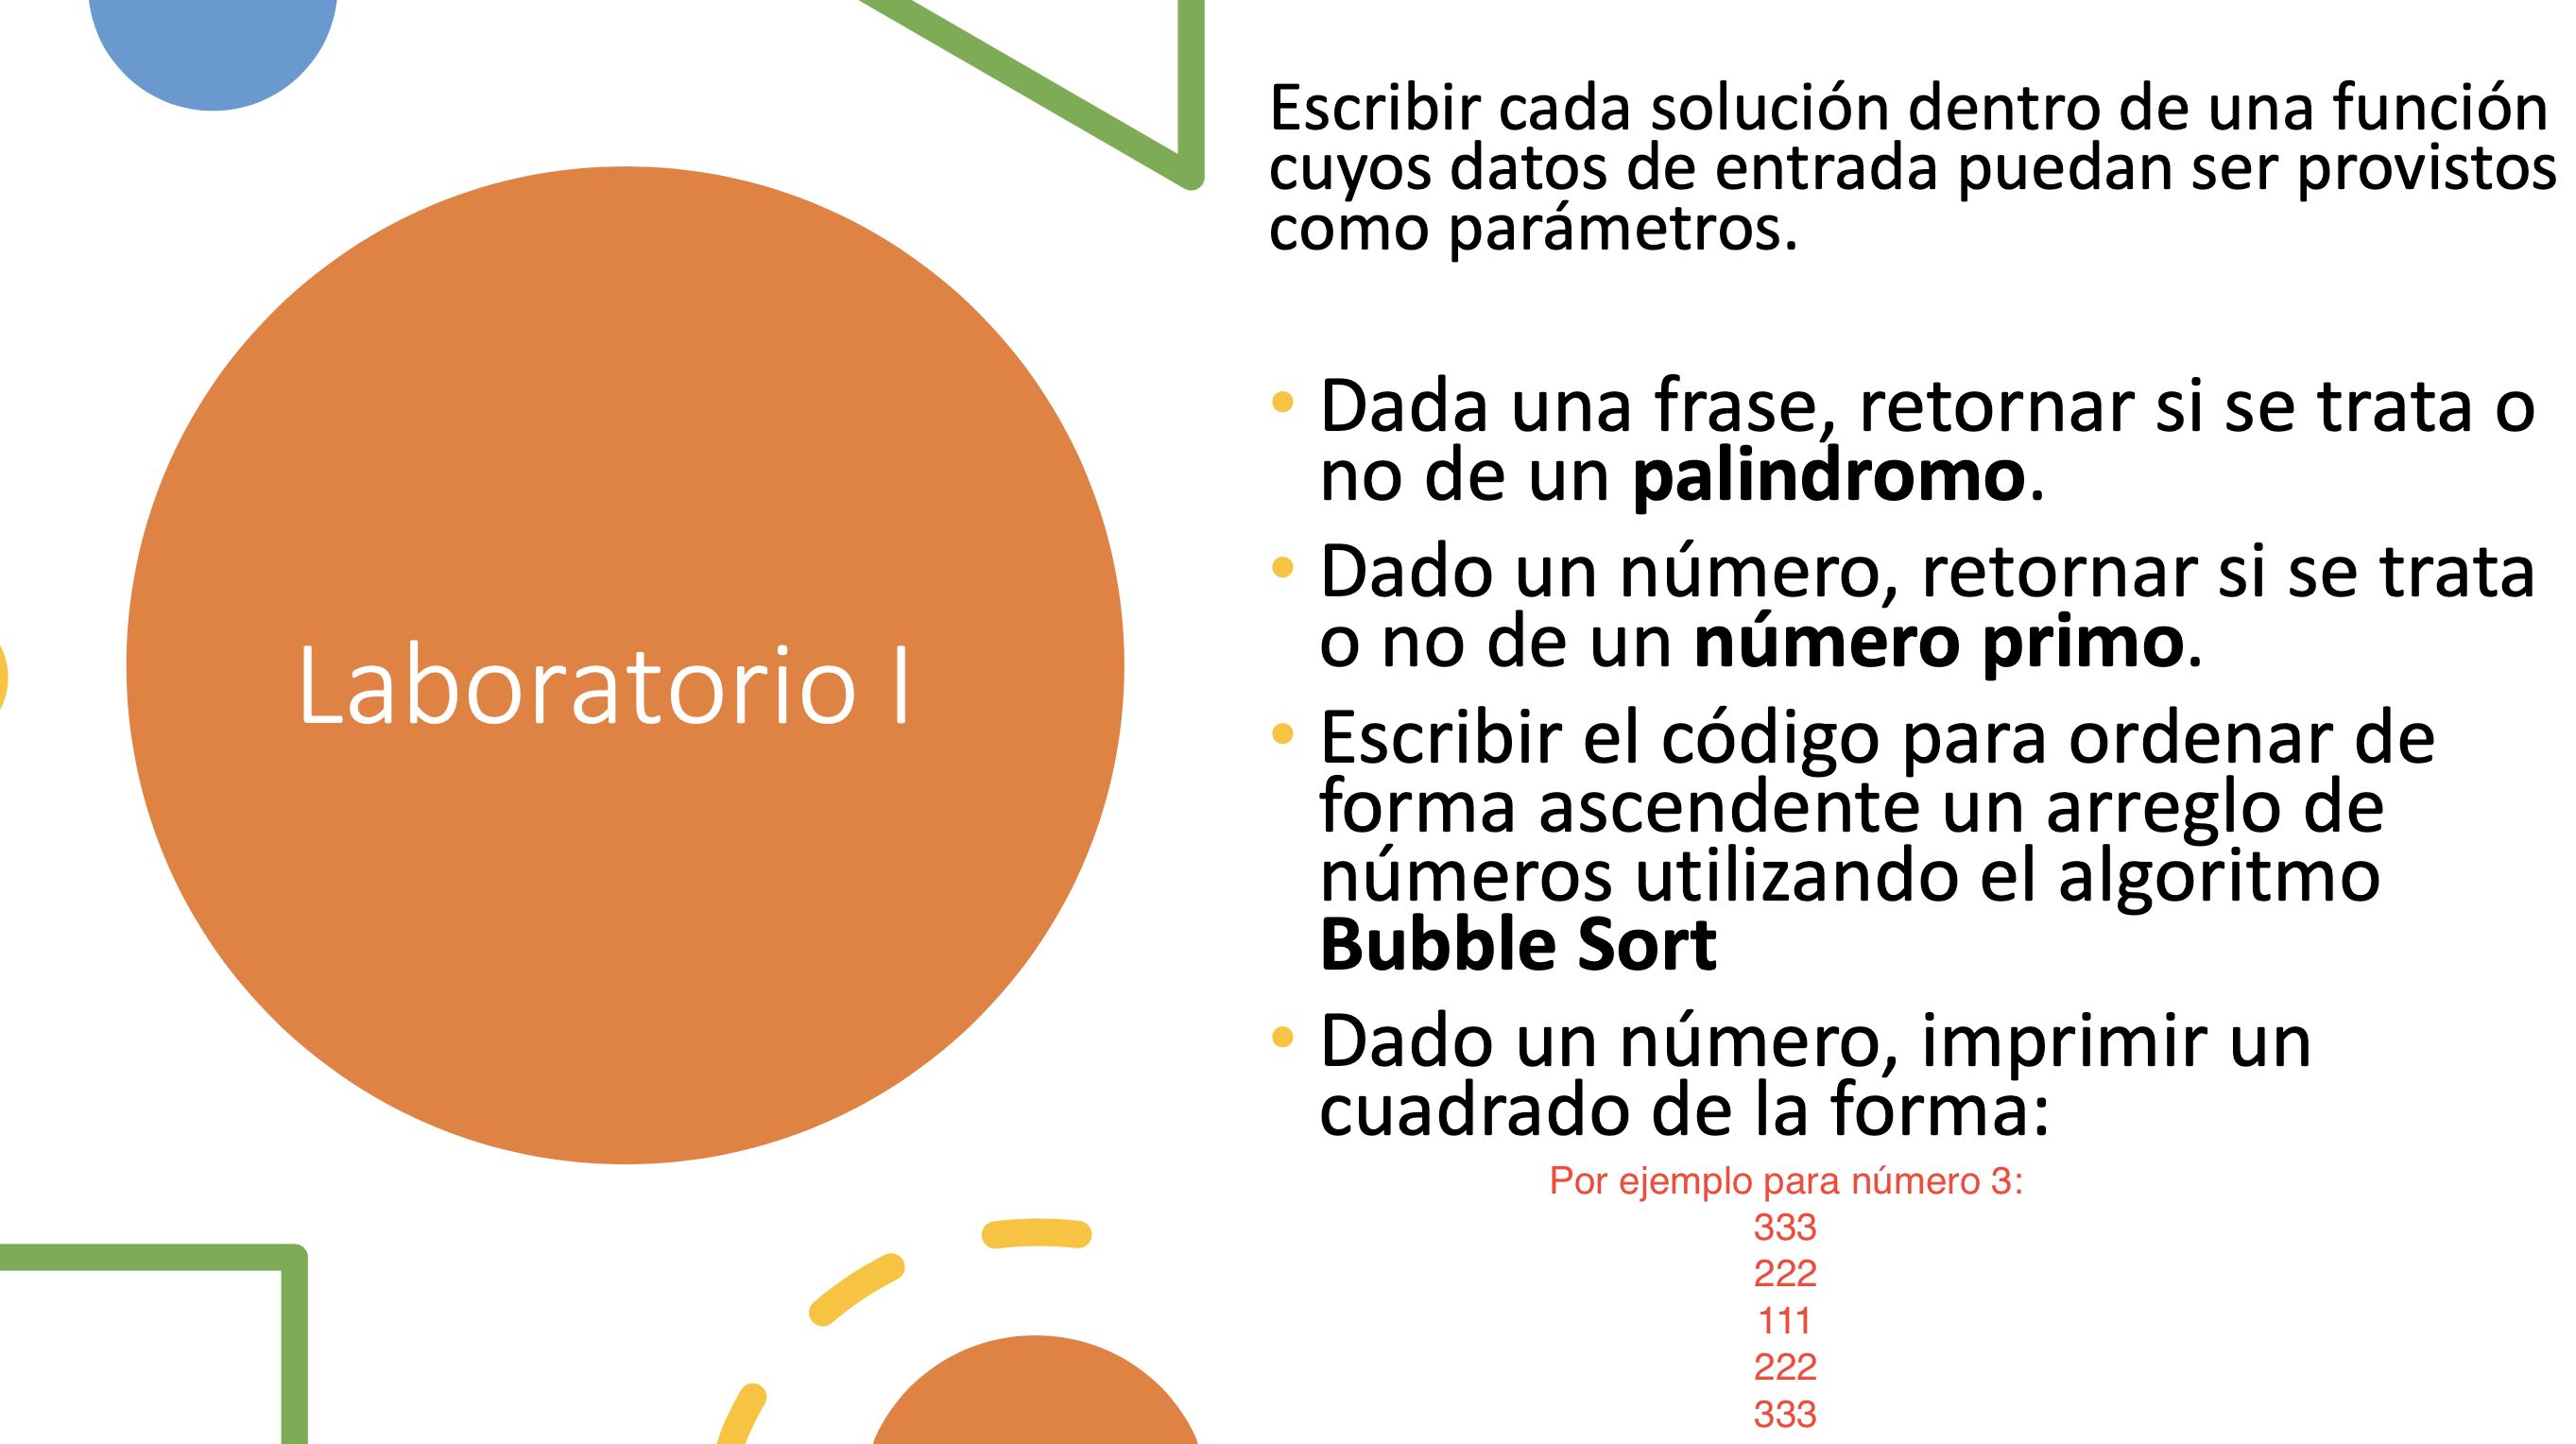 Laboratorio I
Escribir cada solución dentro de una función
cuyos datos de entrada puedan ser provistos
como parámetros.
• Dada una frase, retornar si se trata o
no de un palindromo.
• Dado un número, retornar si se trata
o no de un número primo.
• Escribir el código para ordenar de
forma ascendente un arreglo de
números utilizando el algoritmo
Bubble Sort
• Dado un número, imprimir un
cuadrado de la forma:
Por ejemplo para número 3:
333
222
111
222
333